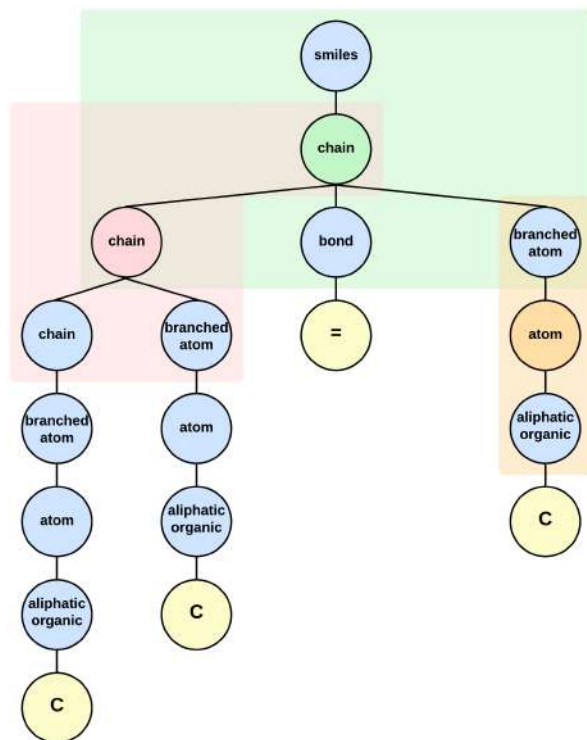 smiles
chain
chain
bond
branched
atom
chain
branched
atom
=
atom
branched
atom
atom
aliphatic
organic
atom
aliphatic
organic
C
aliphatic
organic
C
C